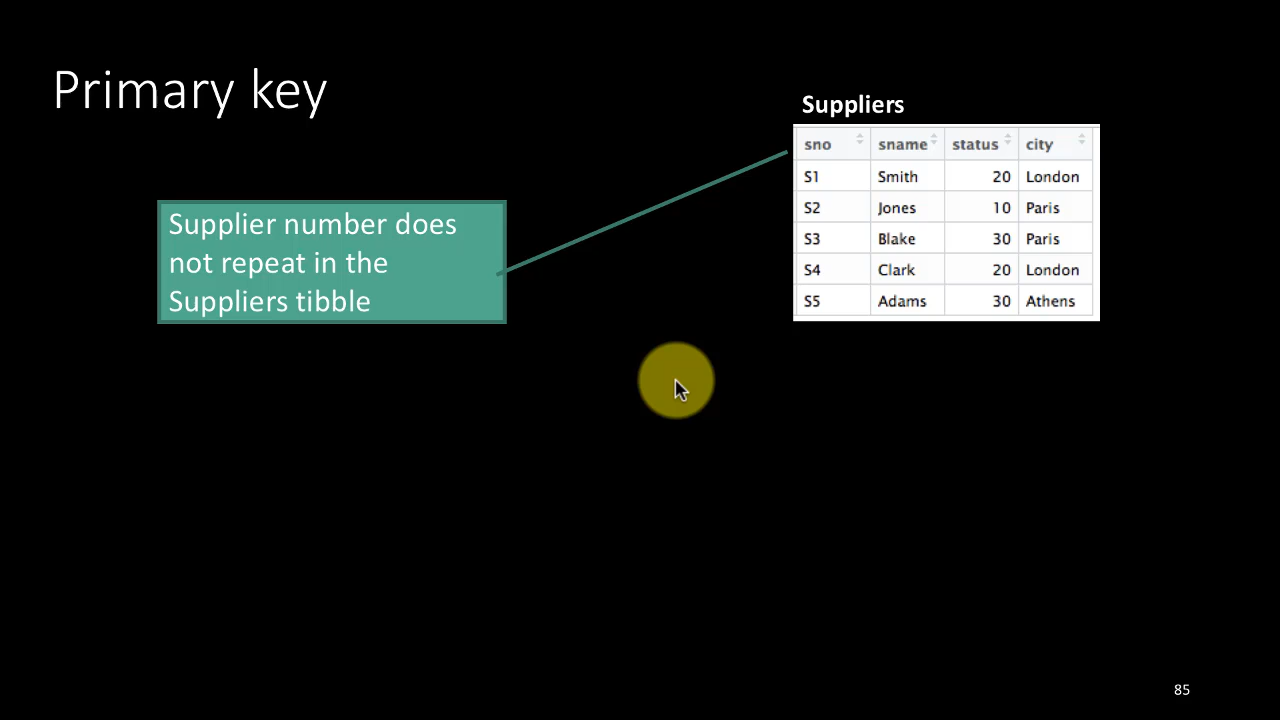 Primary key
Suppliers
sno sname status city
S1 Smith 20 London
S2 Jones 10 Paris
S3 Blake 30 Paris
S4 Clark 20 London
S5 Adams 30 Athens
Supplier number does
not repeat in the
Suppliers tibble
85